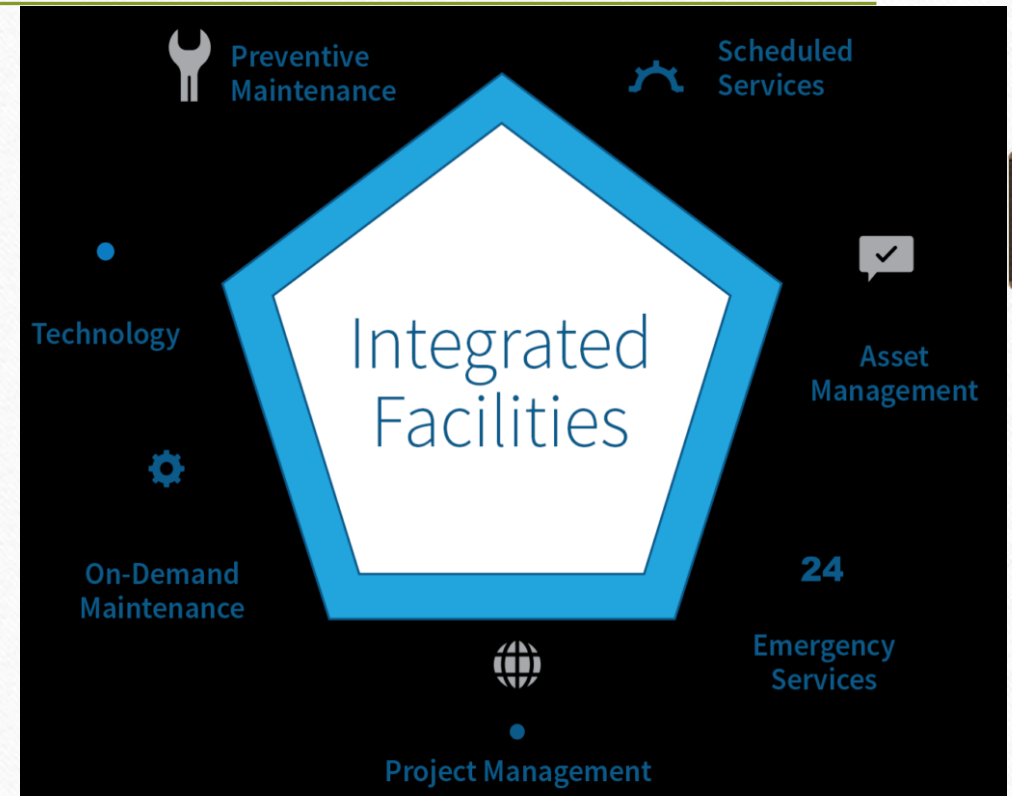 Preventive
Maintenance
Scheduled
Services
Technology
Integrated
Facilities
Asset
Management
On-Demand
Maintenance
24
Emergency
Services
Project Management